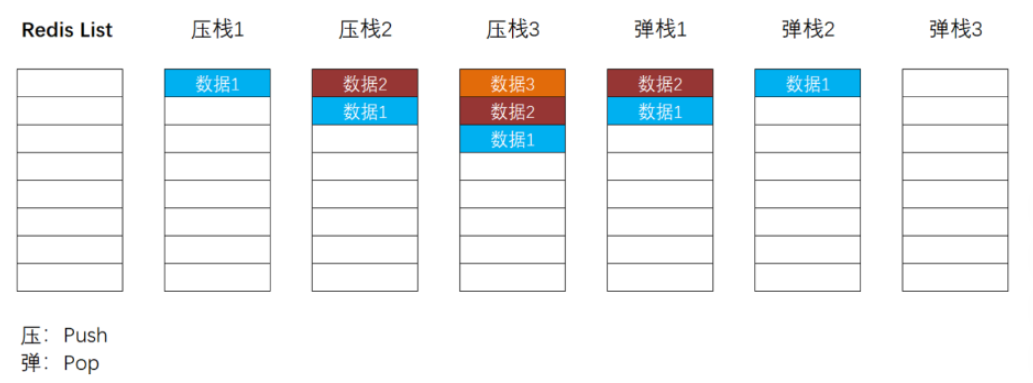 Redis List 压栈1 压栈2 压栈3 弹栈1 弹栈2 弹栈3
数据1 数据2 数据3 数据2 数据1
数据1 数据2 数据1
数据1
压：Push
弹：Pop